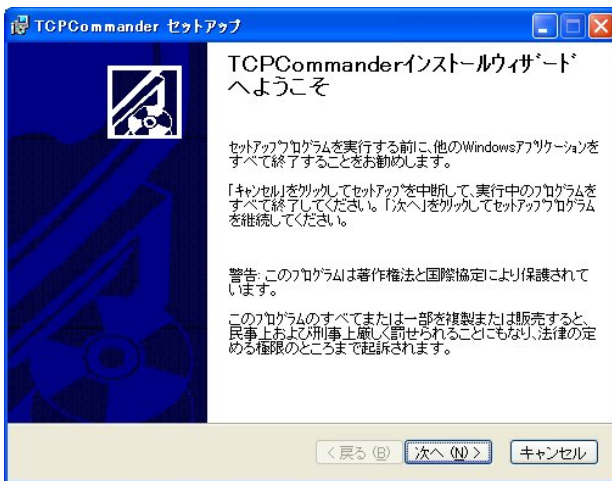 TCPCommander セットアップ
TCPCommanderインストールウィザード
へようこそ
セットアッププログラムを実行する前に、他のWindowsアプリケーションを
すべて終了することをお勧めします。
「キャンセル」をクリックしてセットアップを中断して、実行中のプログラムを
すべて終了してください。「次へ」をクリックしてセットアッププログラム
を継続してください。
警告: このプログラムは著作権法と国際協定により保護されて
います。
このプログラムのすべてまたは一部を複製または販売すると、
民事上および刑事上厳しく罰せられることにもなり、法律の定
める極限のところまで起訴されます。
< 戻る (B) 次へ (N) > キャンセル